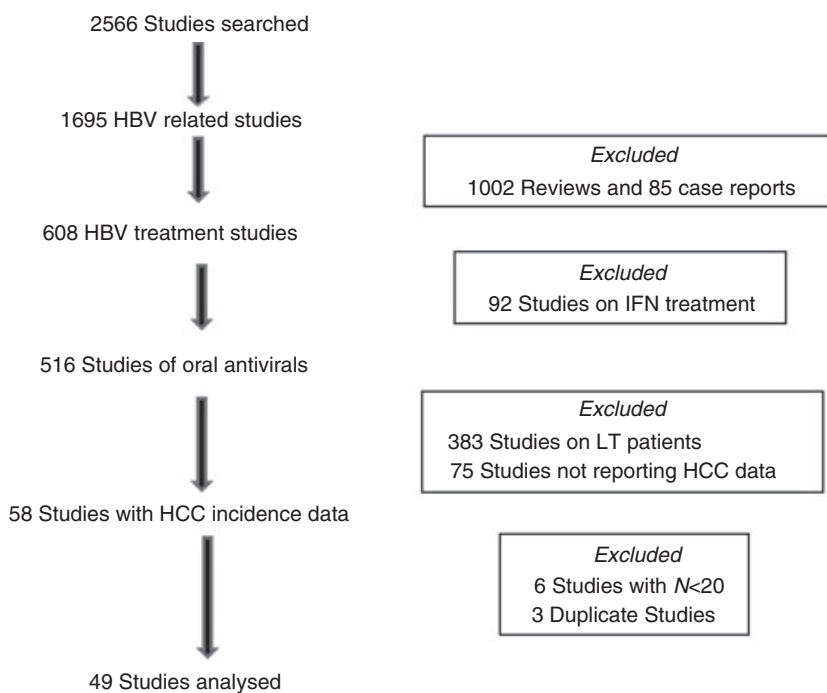 2566 Studies searched
1695 HBV related studies
Excluded
1002 Reviews and 85 case reports
608 HBV treatment studies
Excluded
92 Studies on IFN treatment
516 Studies of oral antivirals
Excluded
383 Studies on LT patients
75 Studies not reporting HCC data
58 Studies with HCC incidence data
Excluded
6 Studies with N<20
3 Duplicate Studies
49 Studies analysed